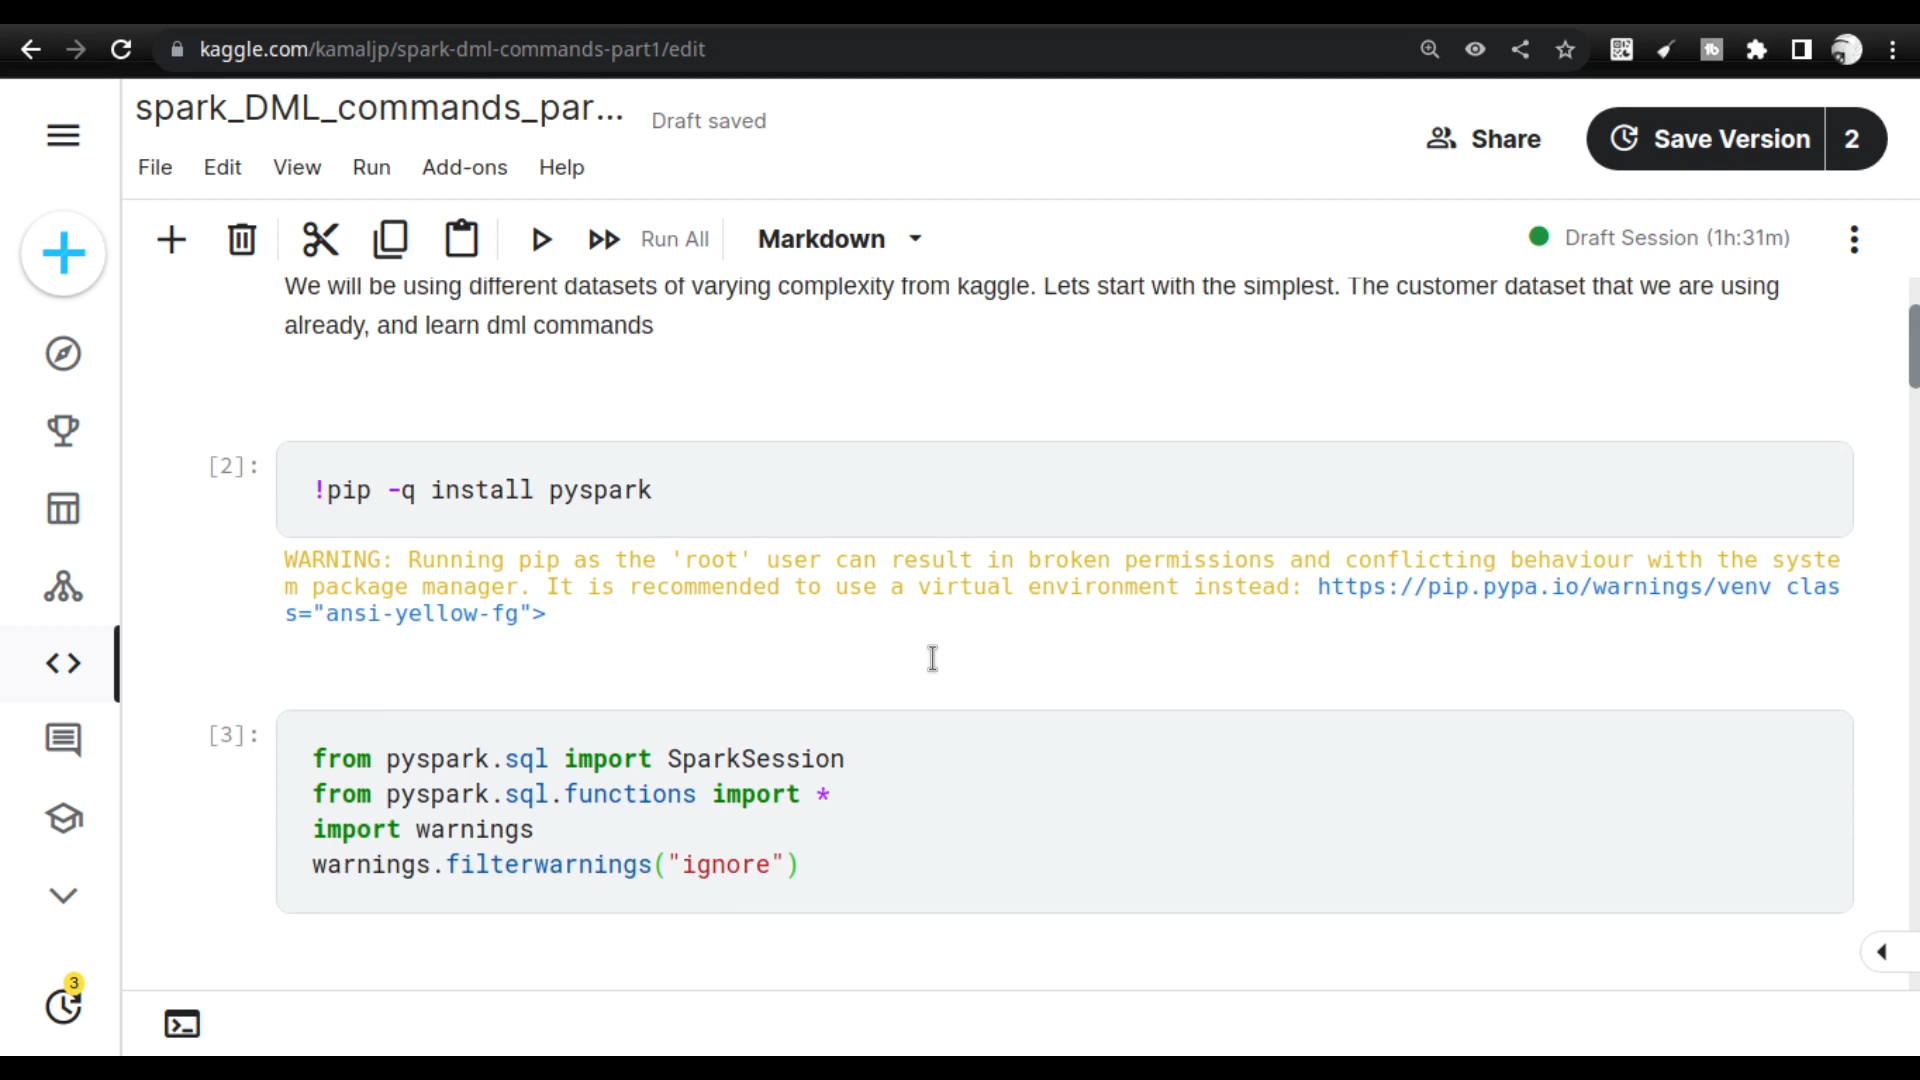 kaggle.com/kamaljp/spark-dml-commands-part1/edit
spark_DML_commands_par...
Draft saved
Share
Save Version
2
File Edit View Run Add-ons Help
Run All
Markdown
Draft Session (1h:31m)
We will be using different datasets of varying complexity from kaggle. Lets start with the simplest. The customer dataset that we are using
already, and learn dml commands
[2]:
!pip -q install pyspark
WARNING: Running pip as the 'root' user can result in broken permissions and conflicting behaviour with the syste
m package manager. It is recommended to use a virtual environment instead: https://pip.pypa.io/warnings/venv clas
s="ansi-yellow-fg">
[3]:
from pyspark.sql import SparkSession
from pyspark.sql.functions import *
import warnings
warnings.filterwarnings("ignore")
3